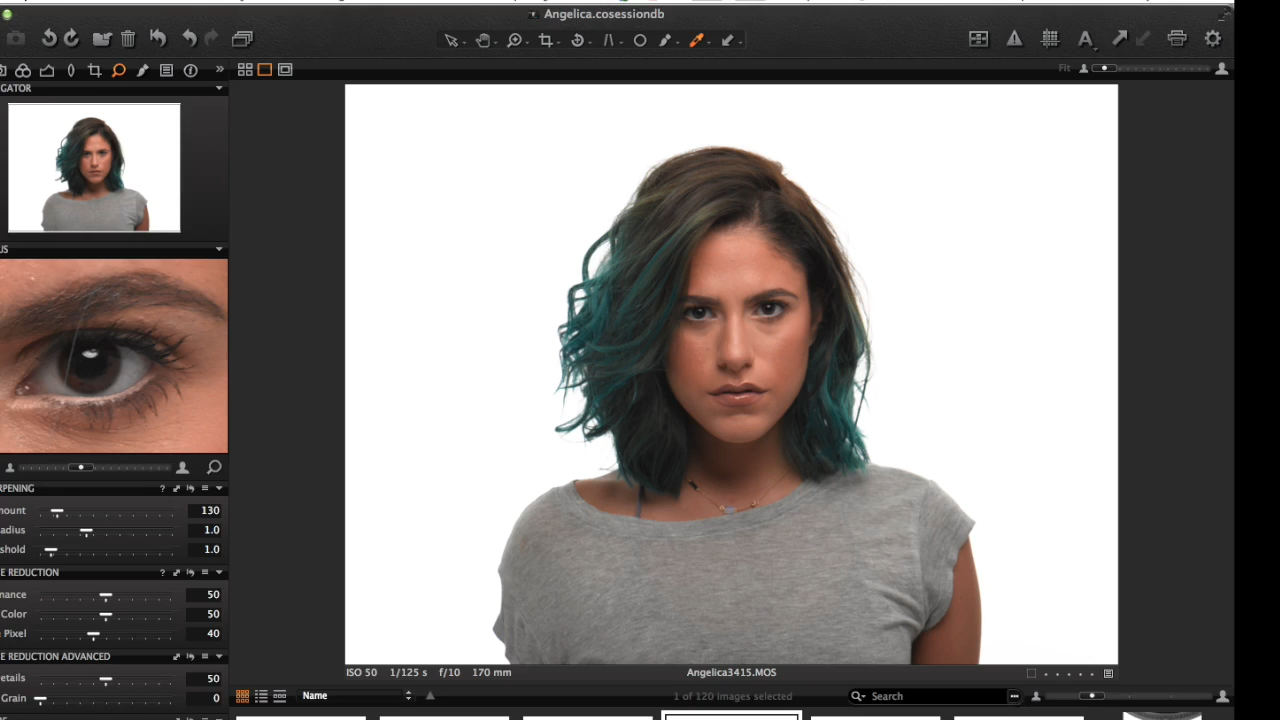 Angelica.cosessiondb
Fit
GATOR
US
RPENING ?
nount 130
adius 1.0
shold 1.0
E REDUCTION ?
nance 50
Color 50
Pixel 40
E REDUCTION ADVANCED
etails 50
Grain 0
ISO 50 1/125 s f/10 170 mm
Angelica3415.MOS
Name
1 of 120 images selected
Search